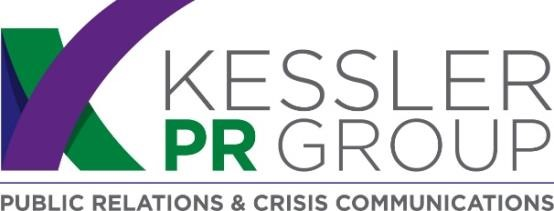 KESSLER
PR GROUP
PUBLIC RELATIONS & CRISIS COMMUNICATIONS